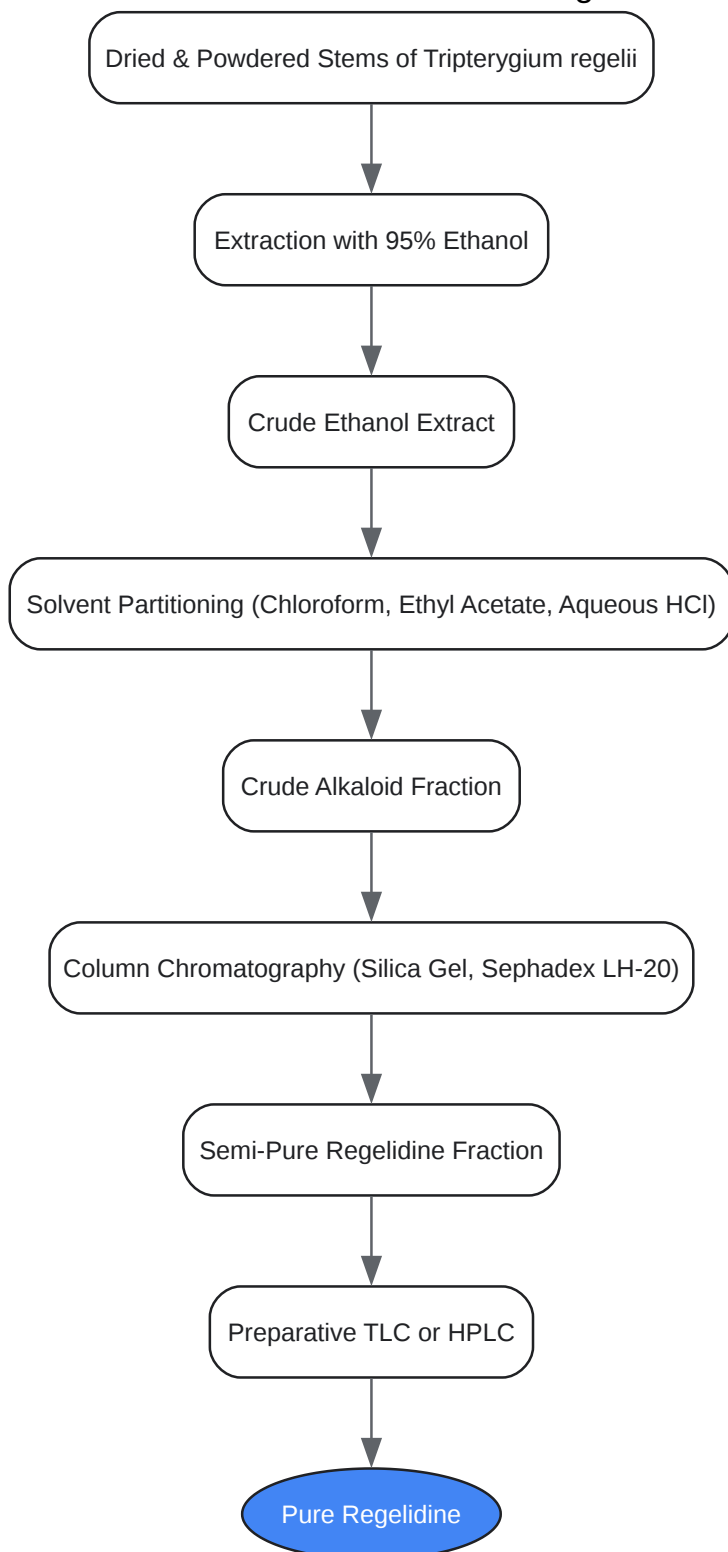 Dried & Powdered Stems of Tripterygium regelii
Extraction with 95% Ethanol
Crude Ethanol Extract
Solvent Partitioning (Chloroform, Ethyl Acetate, Aqueous HCl)
Crude Alkaloid Fraction
Column Chromatography (Silica Gel, Sephadex LH-20)
Semi-Pure Regelidine Fraction
Preparative TLC or HPLC
Pure Regelidine